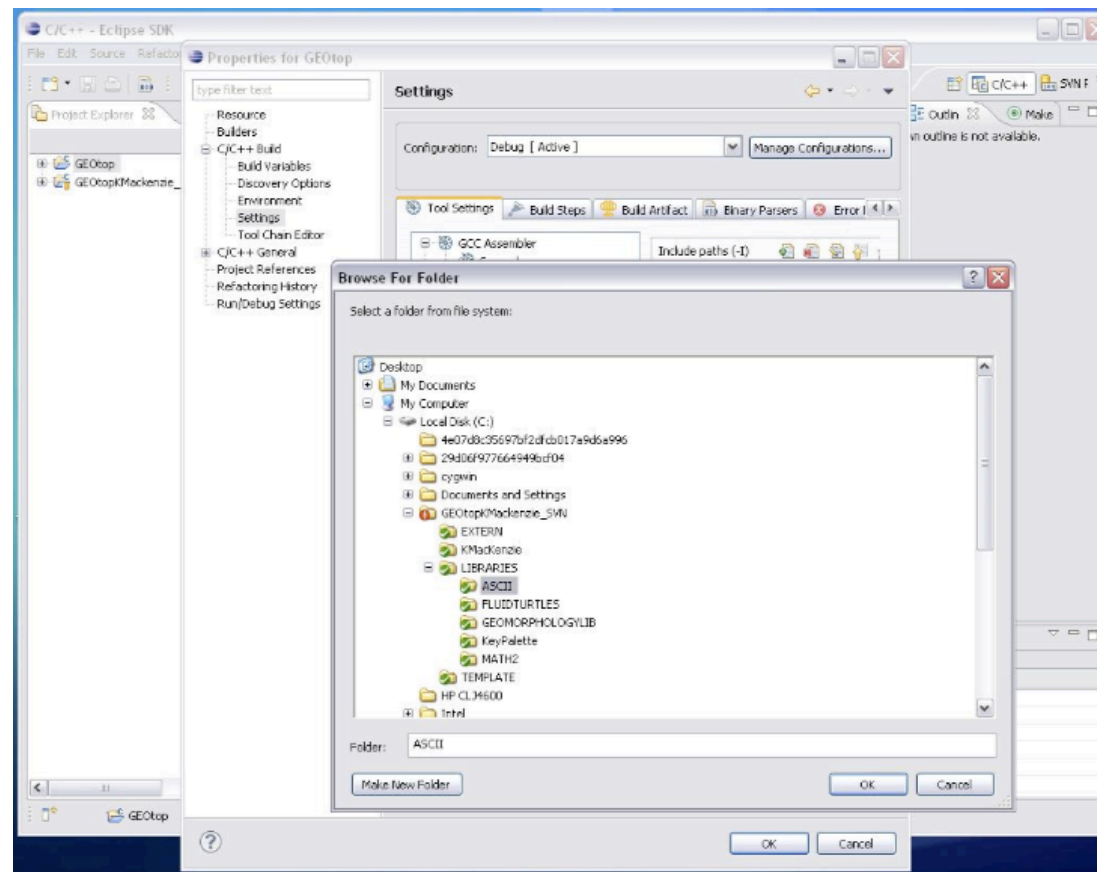 C/C++ - Eclipse SDK
File Edit Source Refactor
Properties for GEOtop
type filter text
Settings
C/C++
SVN F
Project Explorer
Outlin
Make
Resource
Builders
C/C++ Build
Build Variables
Discovery Options
Environment
Settings
Tool Chain Editor
C/C++ General
Project References
Refactoring History
Run/Debug Settings
Configuration: Debug [ Active ]
Manage Configurations...
An outline is not available.
GEOtop
GEOtopKMackenzie_
Tool Settings
Build Steps
Build Artifact
Binary Parsers
Error
GCC Assembler
Include paths (-I)
Browse For Folder
Select a folder from file system:
Desktop
My Documents
My Computer
Local Disk (C:)
4e07d8c35697bf2dfcb017a9d6a996
29d06f977664949bcf04
cygwin
Documents and Settings
GEOtopKMackenzie_SVN
EXTERN
KMacKenzie
LIBRARIES
ASCII
FLUIDTURTLES
GEOMORPHOLOGYLIB
KeyPalette
MATH2
TEMPLATE
HP CLJ4600
Intel
Folder: ASCII
Make New Folder
OK
Cancel
GEOtop
OK
Cancel